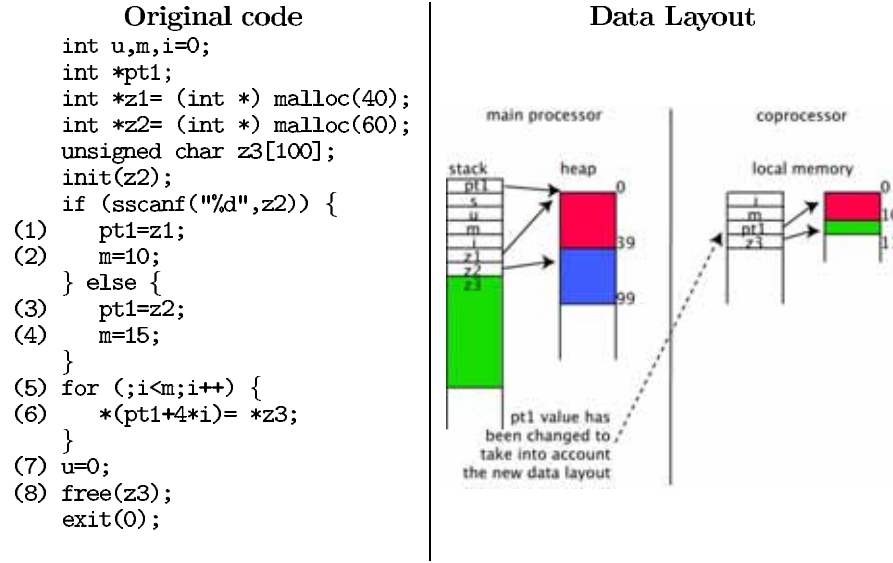 Original code
int u,m,i=0;
int *pt1;
int *z1= (int *) malloc(40);
int *z2= (int *) malloc(60);
unsigned char z3[100];
init(z2);
if (sscanf("%d",z2)) {
(1) pt1=z1;
(2) m=10;
} else {
(3) pt1=z2;
(4) m=15;
}
(5) for (;i<m;i++) {
(6) *(pt1+4*i)= *z3;
}
(7) u=0;
(8) free(z3);
exit(0);
Data Layout
main processor
stack
pt1
s
u
m
i
z1
z2
z3
heap
0
39
99
pt1 value has
been changed to
take into account
the new data layout
coprocessor
local memory
i
m
pt1
z3
0